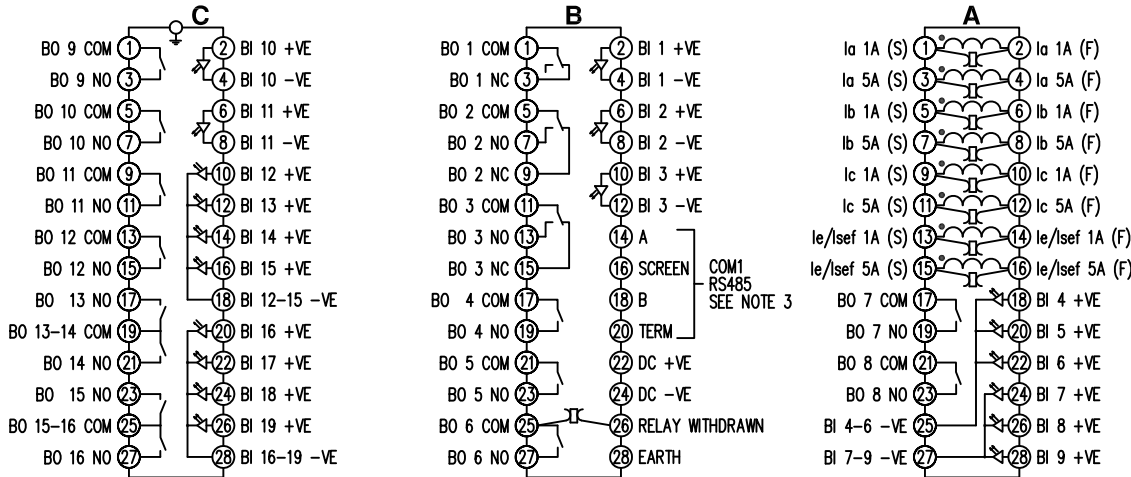 C
BO 9 COM 1 2 BI 10 +VE
BO 9 NO 3 4 BI 10 -VE
BO 10 COM 5 6 BI 11 +VE
BO 10 NO 7 8 BI 11 -VE
BO 11 COM 9 10 BI 12 +VE
BO 11 NO 11 12 BI 13 +VE
BO 12 COM 13 14 BI 14 +VE
BO 12 NO 15 16 BI 15 +VE
BO 13 NO 17 18 BI 12-15 -VE
BO 13-14 COM 19 20 BI 16 +VE
BO 14 NO 21 22 BI 17 +VE
BO 15 NO 23 24 BI 18 +VE
BO 15-16 COM 25 26 BI 19 +VE
BO 16 NO 27 28 BI 16-19 -VE
B
BO 1 COM 1 2 BI 1 +VE
BO 1 NC 3 4 BI 1 -VE
BO 2 COM 5 6 BI 2 +VE
BO 2 NO 7 8 BI 2 -VE
BO 2 NC 9 10 BI 3 +VE
BO 3 COM 11 12 BI 3 -VE
BO 3 NO 13 14 A
BO 3 NC 15 16 SCREEN
BO 4 COM 17 18 B
BO 4 NO 19 20 TERM
COM1
RS485
SEE NOTE 3
BO 5 COM 21 22 DC +VE
BO 5 NO 23 24 DC -VE
BO 6 COM 25 26 RELAY WITHDRAWN
BO 6 NO 27 28 EARTH
A
Ia 1A (S) 1 2 Ia 1A (F)
Ia 5A (S) 3 4 Ia 5A (F)
Ib 1A (S) 5 6 Ib 1A (F)
Ib 5A (S) 7 8 Ib 5A (F)
Ic 1A (S) 9 10 Ic 1A (F)
Ic 5A (S) 11 12 Ic 5A (F)
Ie/Isef 1A (S) 13 14 Ie/Isef 1A (F)
Ie/Isef 5A (S) 15 16 Ie/Isef 5A (F)
BO 7 COM 17 18 BI 4 +VE
BO 7 NO 19 20 BI 5 +VE
BO 8 COM 21 22 BI 6 +VE
BO 8 NO 23 24 BI 7 +VE
BI 4-6 -VE 25 26 BI 8 +VE
BI 7-9 -VE 27 28 BI 9 +VE